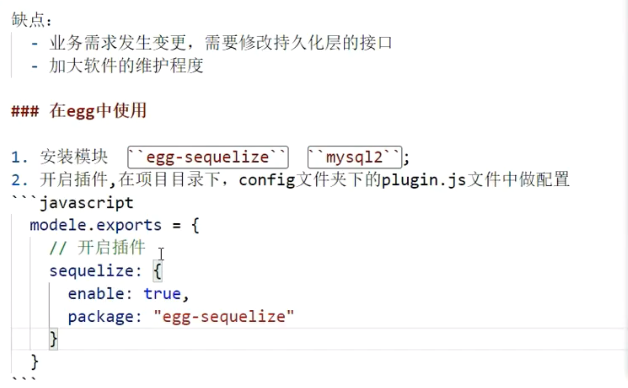 缺点:
- 业务需求发生变更，需要修改持久化层的接口
- 加大软件的维护程度
### 在egg中使用
1. 安装模块 ``egg-sequelize`` ``mysql2``;
2. 开启插件,在项目目录下，config文件夹下的plugin.js文件中做配置
```javascript
modele.exports = {
// 开启插件
sequelize: {
enable: true,
package: "egg-sequelize"
}
}
```